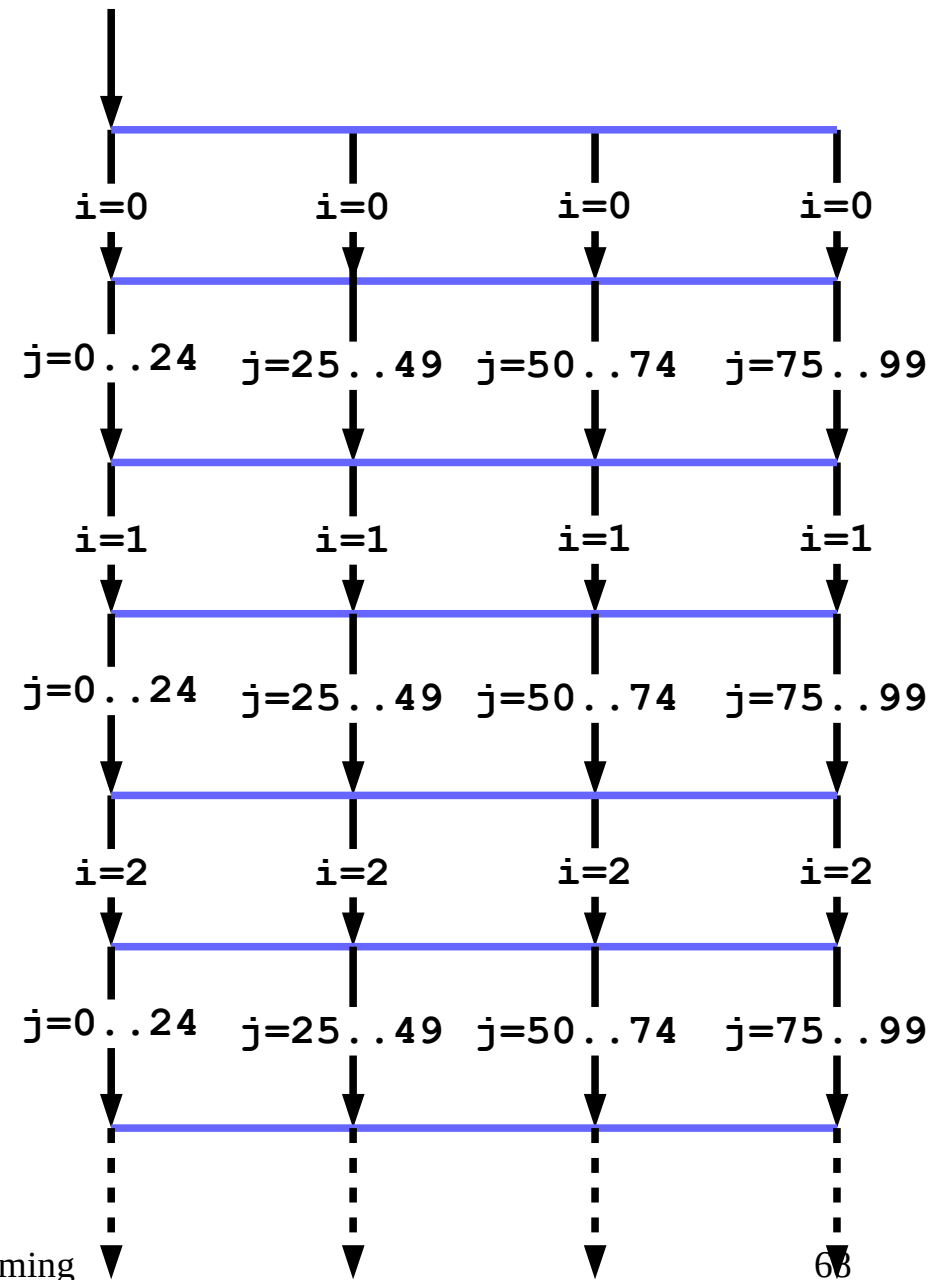 i=0 i=0 i=0 i=0
j=0..24 j=25..49 j=50..74 j=75..99
i=1 i=1 i=1 i=1
j=0..24 j=25..49 j=50..74 j=75..99
i=2 i=2 i=2 i=2
j=0..24 j=25..49 j=50..74 j=75..99
ming